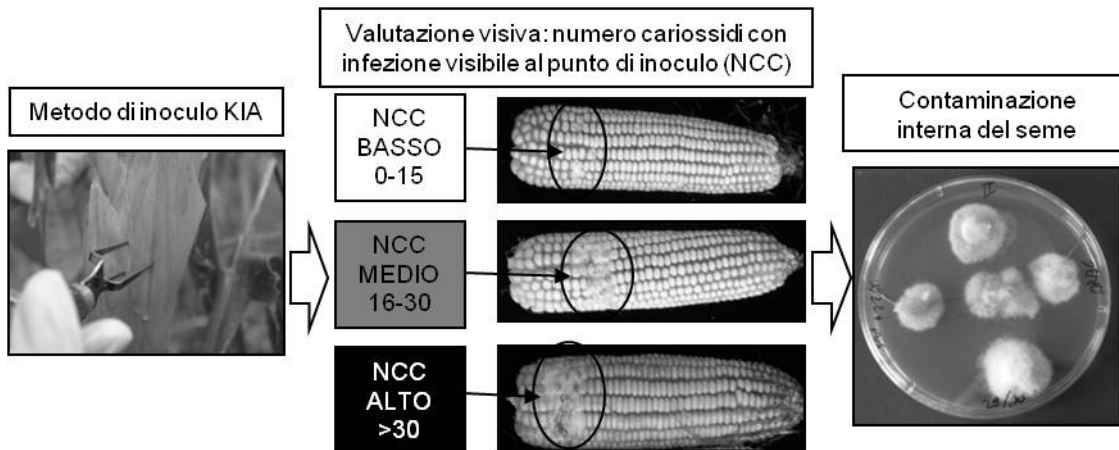 Valutazione visiva: numero cariossidi con
infezione visibile al punto di inoculo (NCC)
Metodo di inoculo KIA
Contaminazione
interna del seme
NCC
BASSO
0-15
NCC
MEDIO
16-30
NCC
ALTO
>30
II